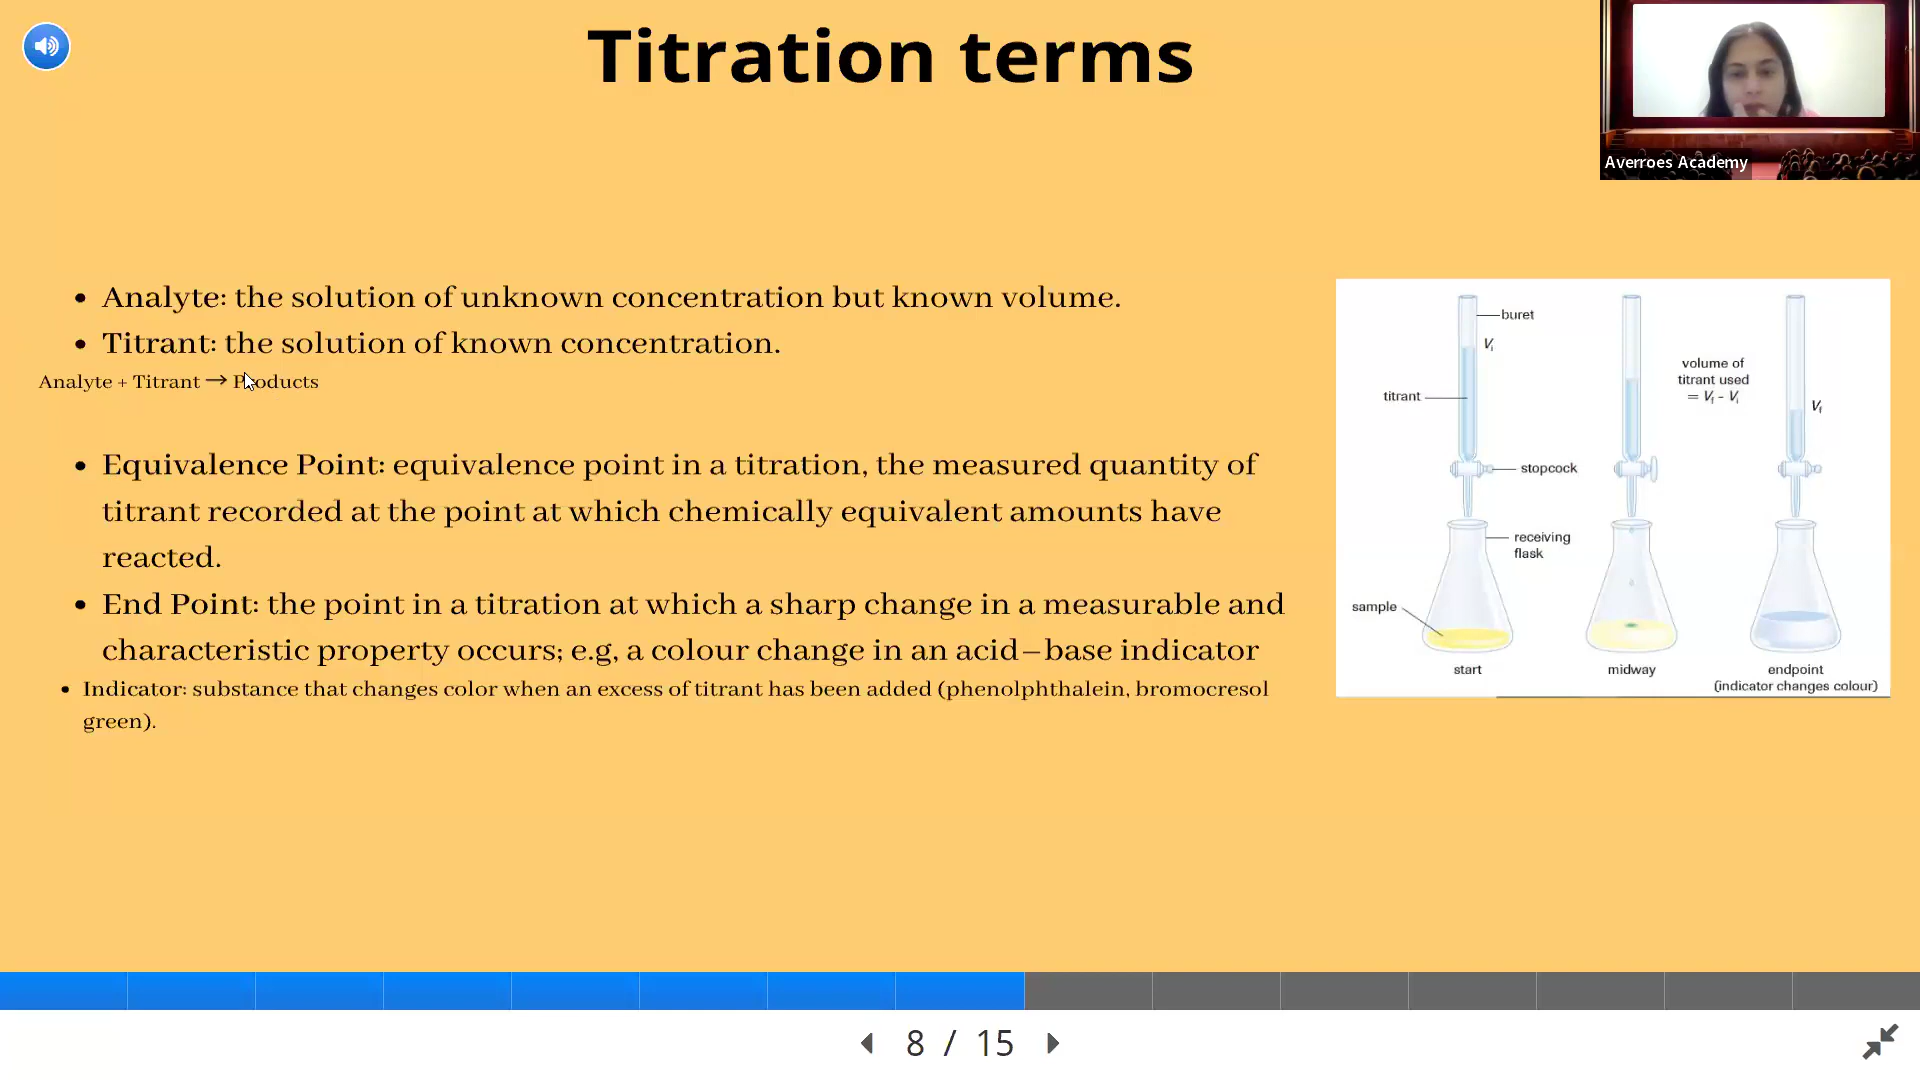 Titration terms
Averroes Academy
• Analyte: the solution of unknown concentration but known volume.
• Titrant: the solution of known concentration.
Analyte + Titrant → Products
• Equivalence Point: equivalence point in a titration, the measured quantity of
titrant recorded at the point at which chemically equivalent amounts have
reacted.
• End Point: the point in a titration at which a sharp change in a measurable and
characteristic property occurs; e.g, a colour change in an acid–base indicator
• Indicator: substance that changes color when an excess of titrant has been added (phenolphthalein, bromocresol
green).
buret
Vi
titrant
stopcock
receiving
flask
sample
start
midway
volume of
titrant used
= Vf - Vi
Vf
endpoint
(indicator changes colour)
8 / 15